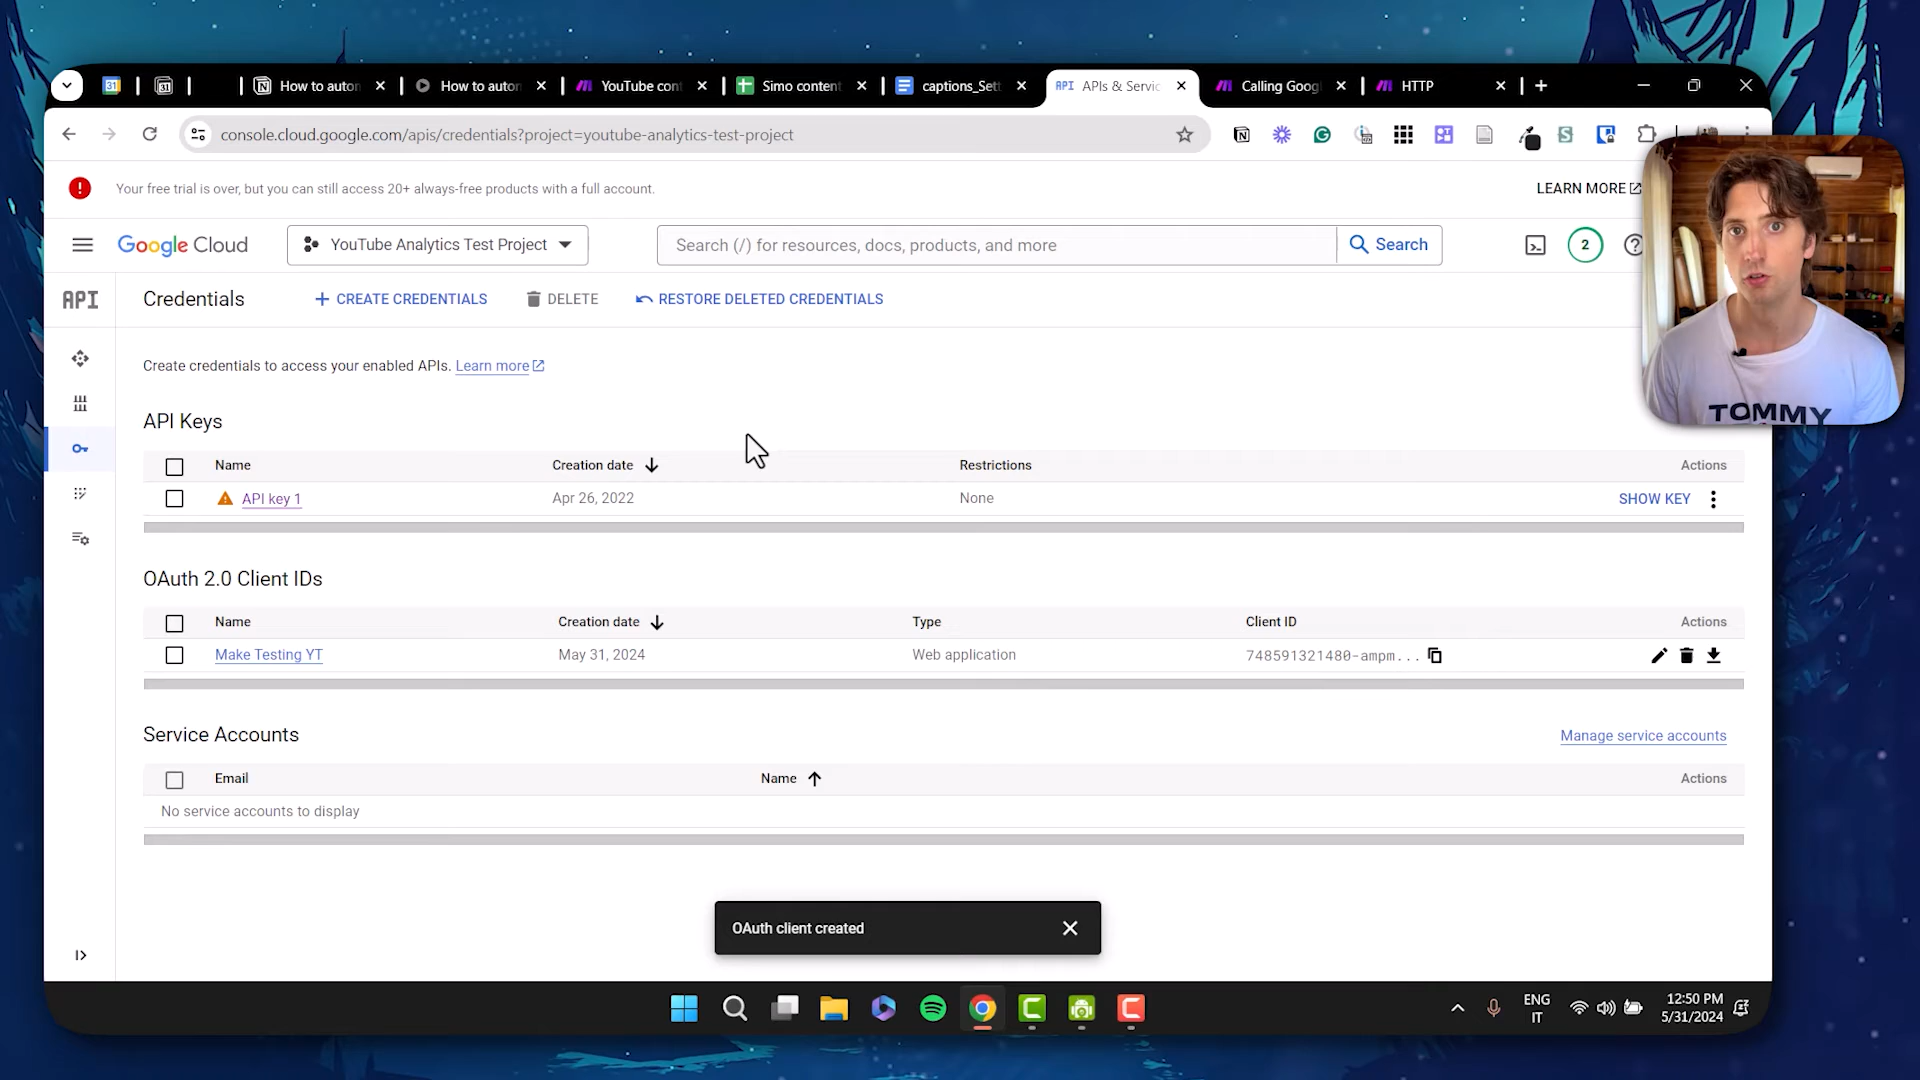 31
31
How to autom
How to autom
YouTube con
Simo content
captions_Sett
API APIs & Servic
Calling Googl
HTTP
console.cloud.google.com/apis/credentials?project=youtube-analytics-test-project
Your free trial is over, but you can still access 20+ always-free products with a full account.
LEARN MORE
Google Cloud
YouTube Analytics Test Project
Search (/) for resources, docs, products, and more
Search
2
API
Credentials
CREATE CREDENTIALS
DELETE
RESTORE DELETED CREDENTIALS
Create credentials to access your enabled APIs. Learn more
TOMMY
API Keys
Name Creation date Restrictions Actions
API key 1 Apr 26, 2022 None SHOW KEY
OAuth 2.0 Client IDs
Name Creation date Type Client ID Actions
Make Testing YT May 31, 2024 Web application 748591321480-ampm...
Service Accounts
Manage service accounts
Email Name Actions
No service accounts to display
OAuth client created
ENG
IT
12:50 PM
5/31/2024